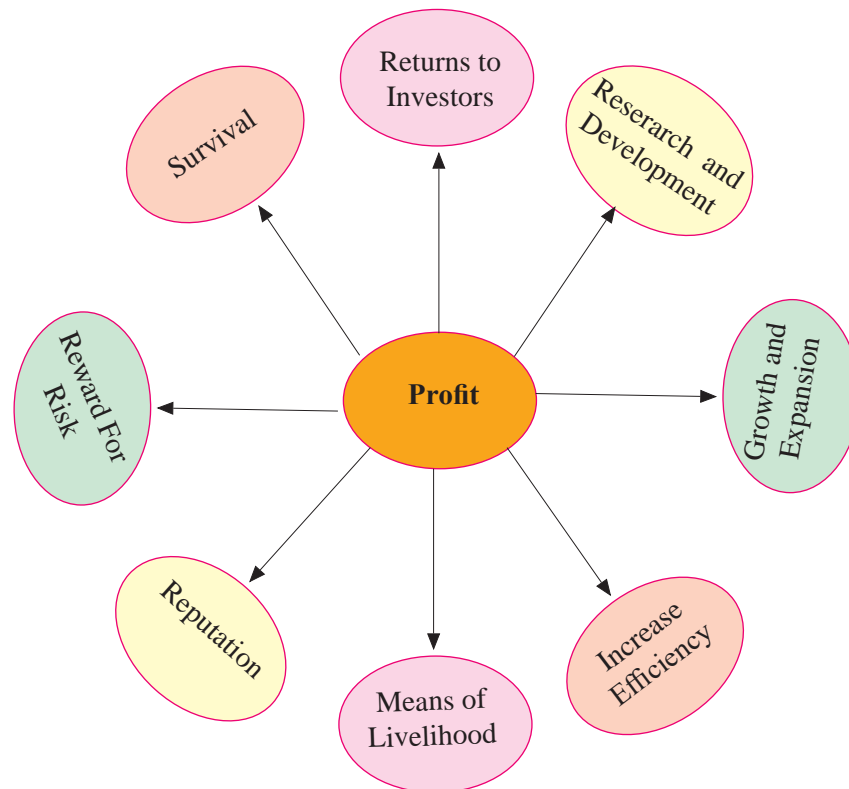 Returns to
Investors
Reserarch and
Development
Survival
Growth and
Expansion
Profit
Reward For
Risk
Increase
Efficiency
Reputation
Means of
Livelihood